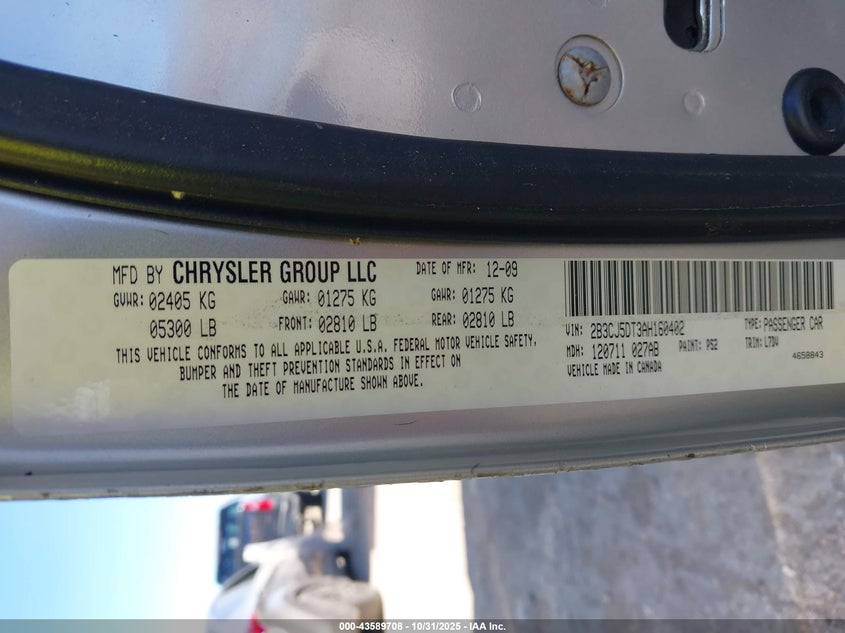 MFD BY CHRYSLER GROUP LLC DATE OF MFR: 12-09
GVWR: 02405 KG GAWR: 01275 KG GAWR: 01275 KG
05300 LB FRONT: 02810 LB REAR: 02810 LB
THIS VEHICLE CONFORMS TO ALL APPLICABLE U.S.A. FEDERAL MOTOR VEHICLE SAFETY,
BUMPER AND THEFT PREVENTION STANDARDS IN EFFECT ON
THE DATE OF MANUFACTURE SHOWN ABOVE.
VIN: 2B3CJ5DT3AH160402 TYPE: PASSENGER CAR
MDH: 120711 027AB PAINT: PS2 TRIM: L7DV
VEHICLE MADE IN CANADA 4658843
000-43589708 - 10/31/2025 - IAA Inc.